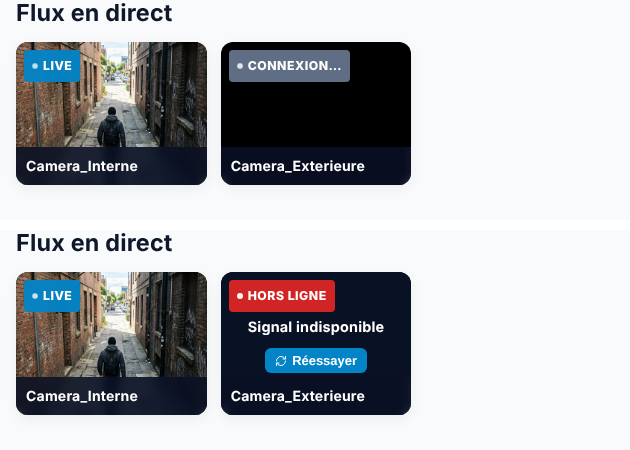 Flux en direct
LIVE
CONNEXION...
Camera_Interne
Camera_Exterieure
Flux en direct
LIVE
HORS LIGNE
Signal indisponible
Réessayer
Camera_Interne
Camera_Exterieure